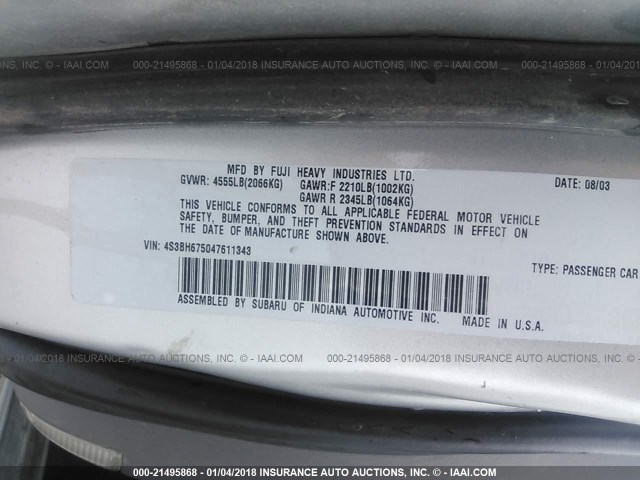 INSURANCE AUTO AUCTIONS, INC. - © IAAI.COM 000-21495868 - 01/04/2018 INSURANCE AUTO AUCTIONS, INC. - © IAAI.COM 000-21495868 - 01/04/2018
MFD BY FUJI HEAVY INDUSTRIES LTD.
GVWR: 4555LB(2066KG) GAWR:F 2210LB(1002KG) DATE: 08/03
GAWR R 2345LB(1064KG)
THIS VEHICLE CONFORMS TO ALL APPLICABLE FEDERAL MOTOR VEHICLE
SAFETY, BUMPER, AND THEFT PREVENTION STANDARDS IN EFFECT ON
THE DATE OF MANUFACTURE SHOWN ABOVE.
VIN: 4S3BH675047611343
TYPE: PASSENGER CAR
ASSEMBLED BY SUBARU OF INDIANA AUTOMOTIVE INC. MADE IN U.S.A.
AUCTIONS, INC. - © IAAI.COM 000-21495868 - 01/04/2018 INSURANCE AUTO AUCTIONS, INC. - © IAAI.COM
000-21495868 - 01/04/2018 INSURANCE AUTO AUCTIONS, INC. - © IAAI.COM